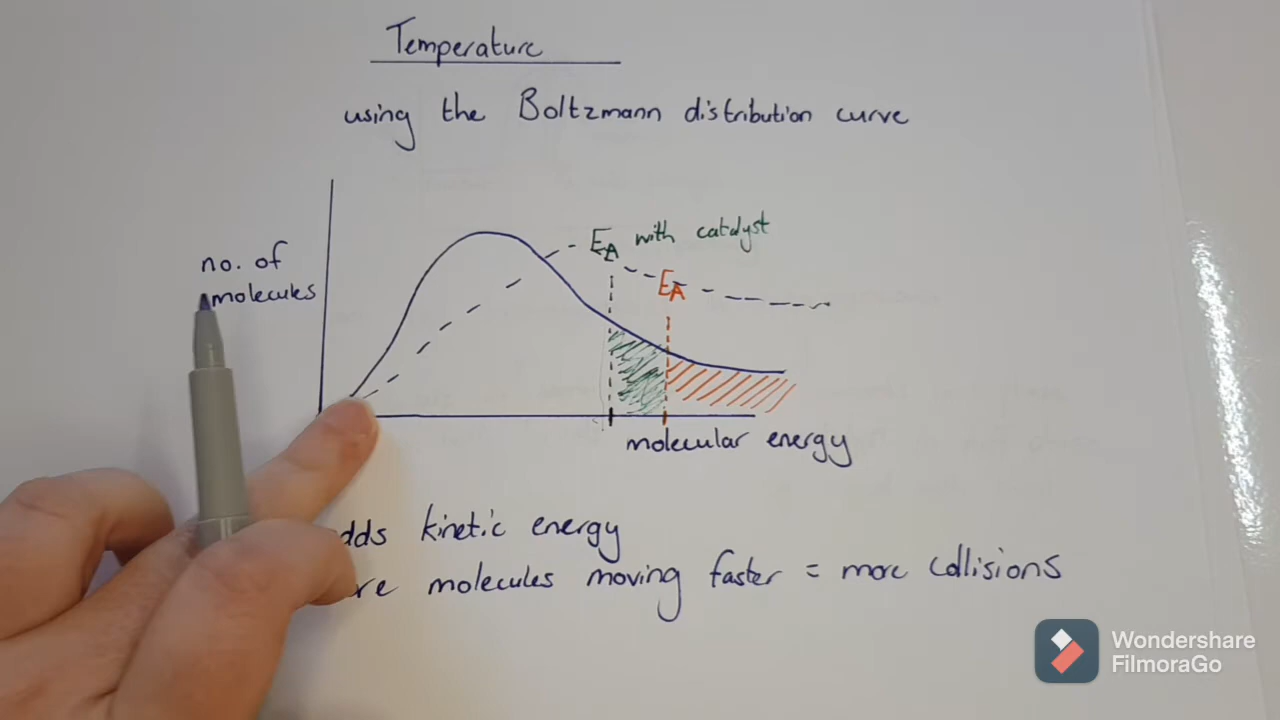 Temperature
using the Boltzmann distribution curve
EA with catalyst
no. of
molecules
EA
molecular energy
kinetic energy
molecules moving faster = more collisions
Wondershare
FilmoraGo